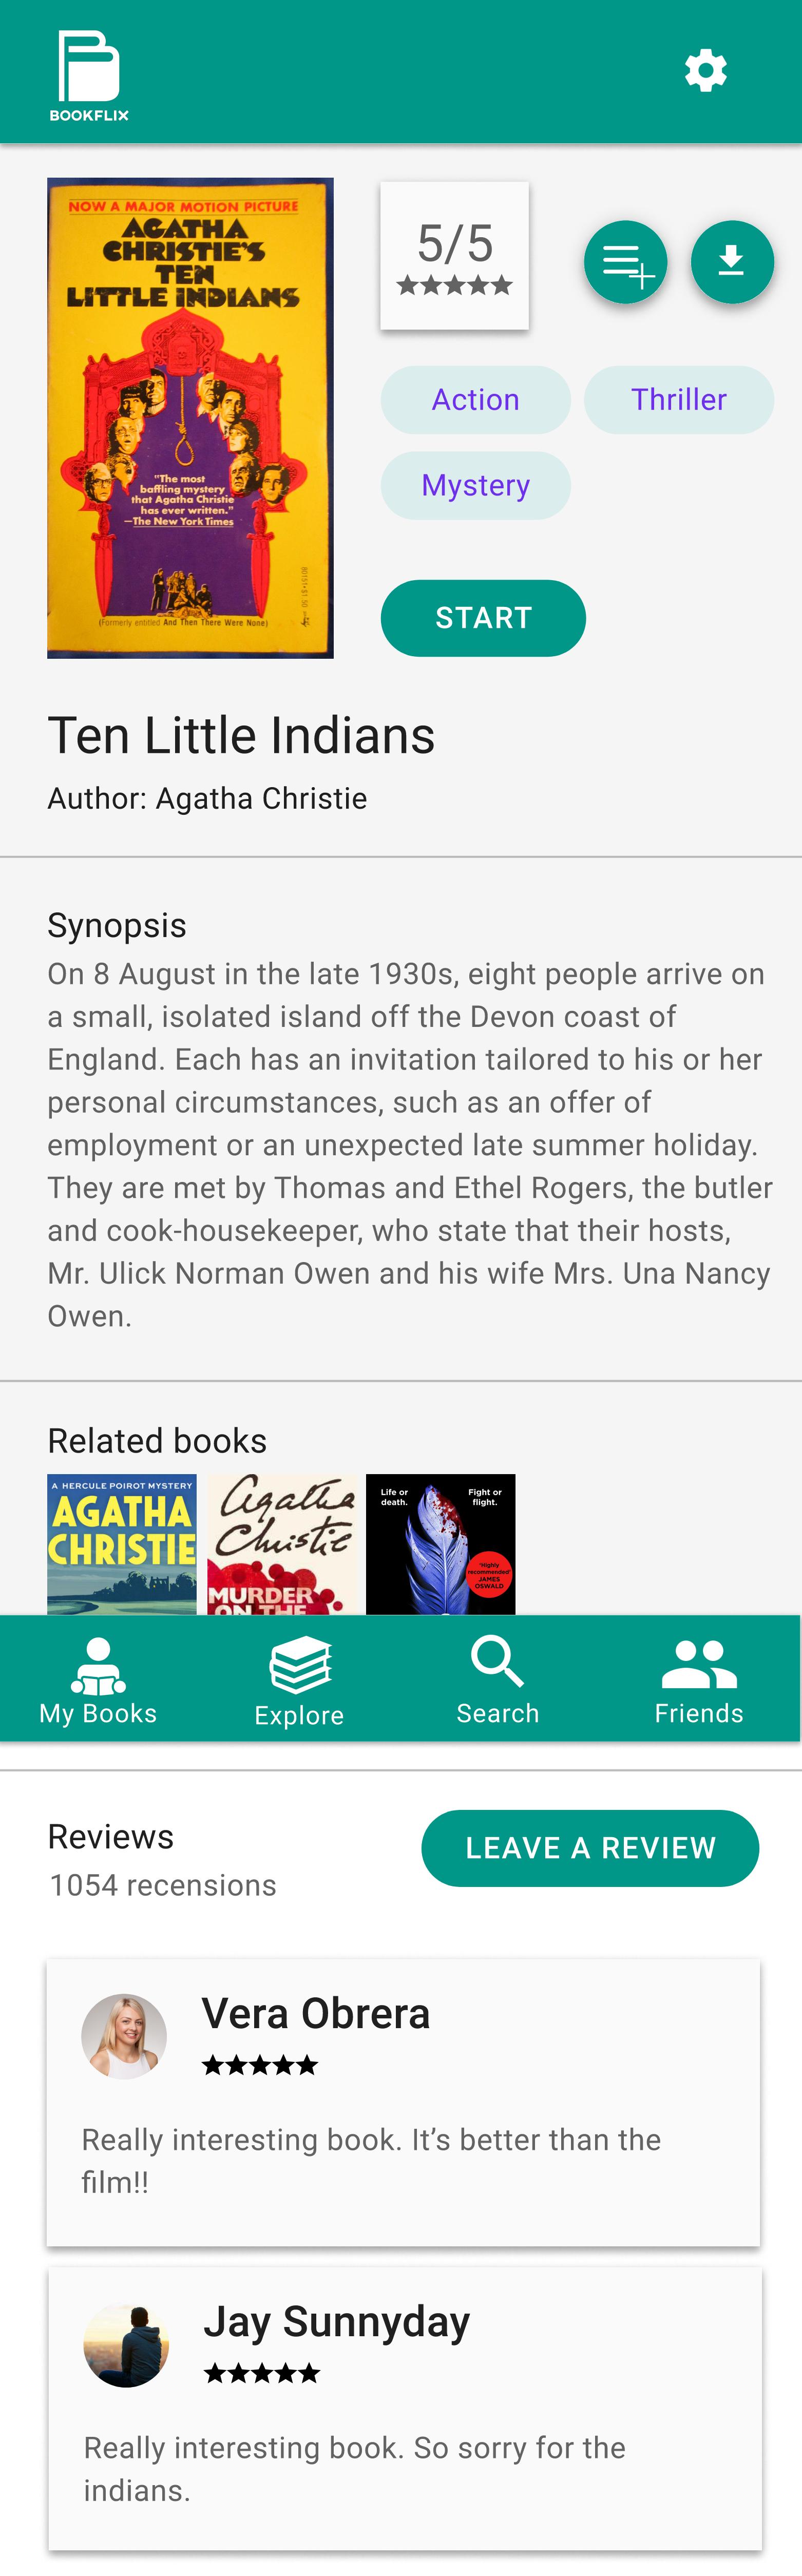 BOOKFLIX
NOW A MAJOR MOTION PICTURE
AGATHA
CHRISTIE'S
TEN
LITTLE INDIANS
"The most
baffling mystery
that Agatha Christie
has ever written."
—The New York Times
(Formerly entitled And Then There Were None)
5/5
Action
Thriller
Mystery
START
Ten Little Indians
Author: Agatha Christie
Synopsis
On 8 August in the late 1930s, eight people arrive on
a small, isolated island off the Devon coast of
England. Each has an invitation tailored to his or her
personal circumstances, such as an offer of
employment or an unexpected late summer holiday.
They are met by Thomas and Ethel Rogers, the butler
and cook-housekeeper, who state that their hosts,
Mr. Ulick Norman Owen and his wife Mrs. Una Nancy
Owen.
Related books
A HERCULE POIROT MYSTERY
AGATHA
CHRISTIE
Agatha
Christie
MURDER
ON THE
Life or
death.
Fight or
flight.
'Highly
recommended'
JAMES
OSWALD
My Books
Explore
Search
Friends
Reviews
LEAVE A REVIEW
1054 recensions
Vera Obrera
Really interesting book. It’s better than the
film!!
Jay Sunnyday
Really interesting book. So sorry for the
indians.